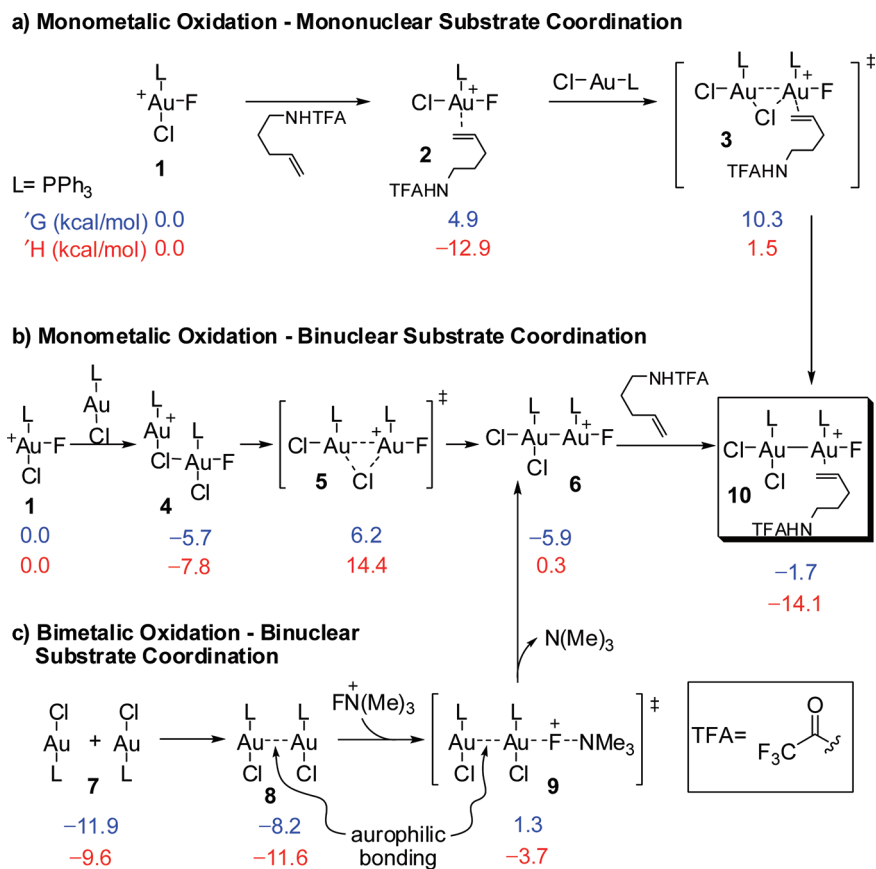 a) Monometalic Oxidation - Mononuclear Substrate Coordination
L
+Au-F
Cl
1
NHTFA
L
Cl-Au-F
+
2
TFAHN
Cl-Au-L
L L
Cl-Au---Au-F
+
Cl
3
TFAHN
‡
L= PPh3
′G (kcal/mol) 0.0 4.9 10.3
′H (kcal/mol) 0.0 −12.9 1.5
b) Monometalic Oxidation - Binuclear Substrate Coordination
L
+Au-F
Cl
1
L
Au
Cl
L
Au
+
L
Cl-Au-F
Cl
4
L L
Cl-Au---Au-F
+
Cl
5
‡
L L
Cl-Au-Au-F
+
Cl
6
NHTFA
L L
Cl-Au-Au-F
+
Cl
10
TFAHN
0.0 −5.7 6.2 −5.9 −1.7
0.0 −7.8 14.4 0.3 −14.1
c) Bimetalic Oxidation - Binuclear
Substrate Coordination
N(Me)3
Cl
Au
L
+
Cl
Au
L
7
L L
Au---Au
Cl Cl
8
+
FN(Me)3
L L
Au---Au-F--NMe3
+
Cl Cl
9
‡
TFA=
O
F3C
−11.9 −8.2 1.3
−9.6 −11.6 −3.7
aurophilic
bonding